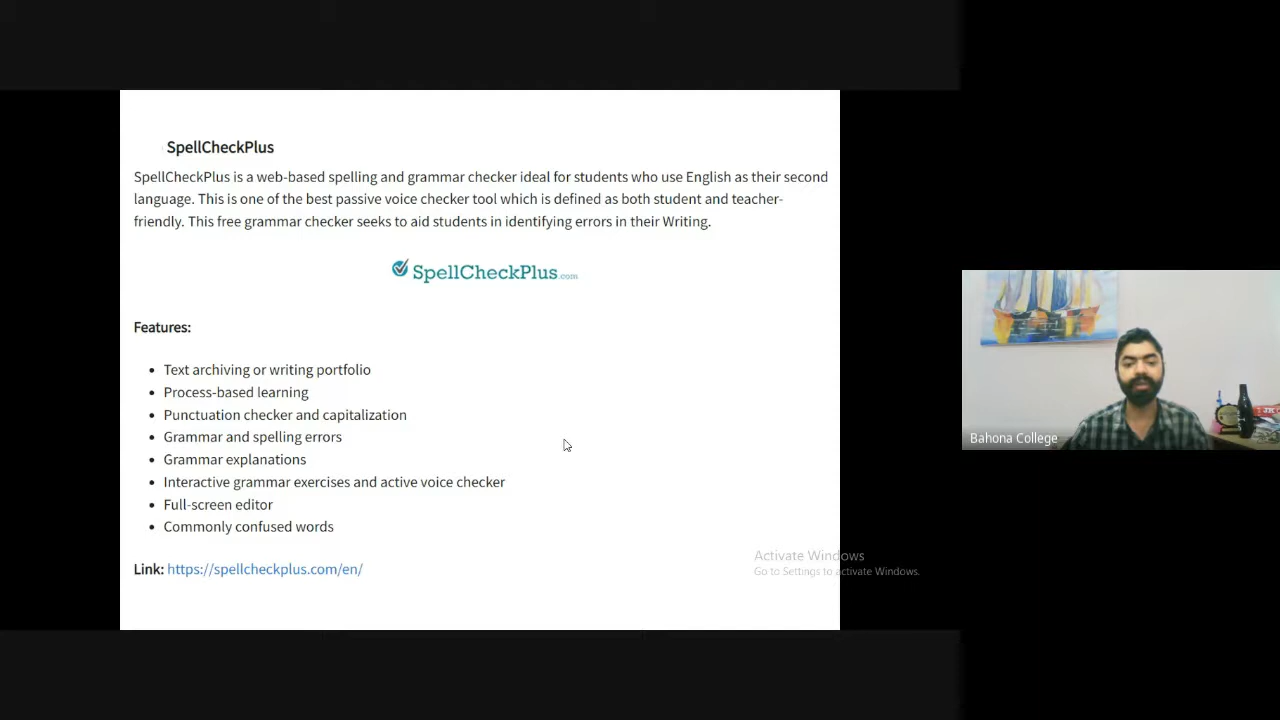 SpellCheckPlus
SpellCheckPlus is a web-based spelling and grammar checker ideal for students who use English as their second
language. This is one of the best passive voice checker tool which is defined as both student and teacher-
friendly. This free grammar checker seeks to aid students in identifying errors in their Writing.
SpellCheckPlus.com
Features:
• Text archiving or writing portfolio
• Process-based learning
• Punctuation checker and capitalization
• Grammar and spelling errors
• Grammar explanations
• Interactive grammar exercises and active voice checker
• Full-screen editor
• Commonly confused words
Link: https://spellcheckplus.com/en/
Activate Windows
Go to Settings to activate Windows.
Bahona College